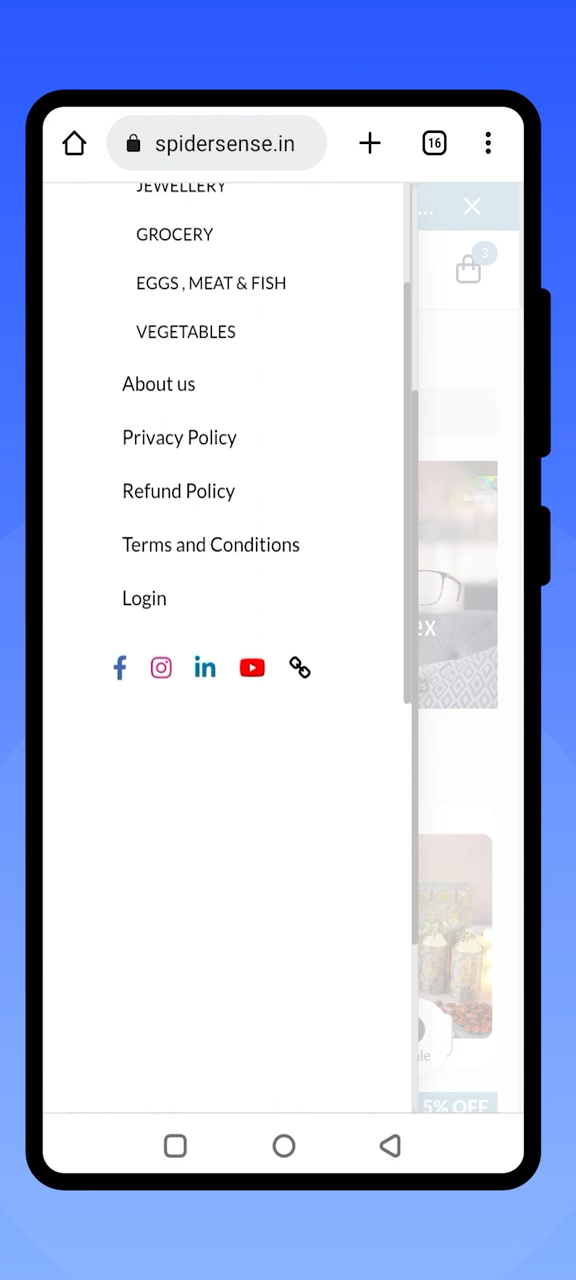 spidersense.in
16
JEWELLERY
...
3
GROCERY
EGGS , MEAT & FISH
VEGETABLES
About us
Privacy Policy
Refund Policy
Terms and Conditions
Login
in
5% OFF